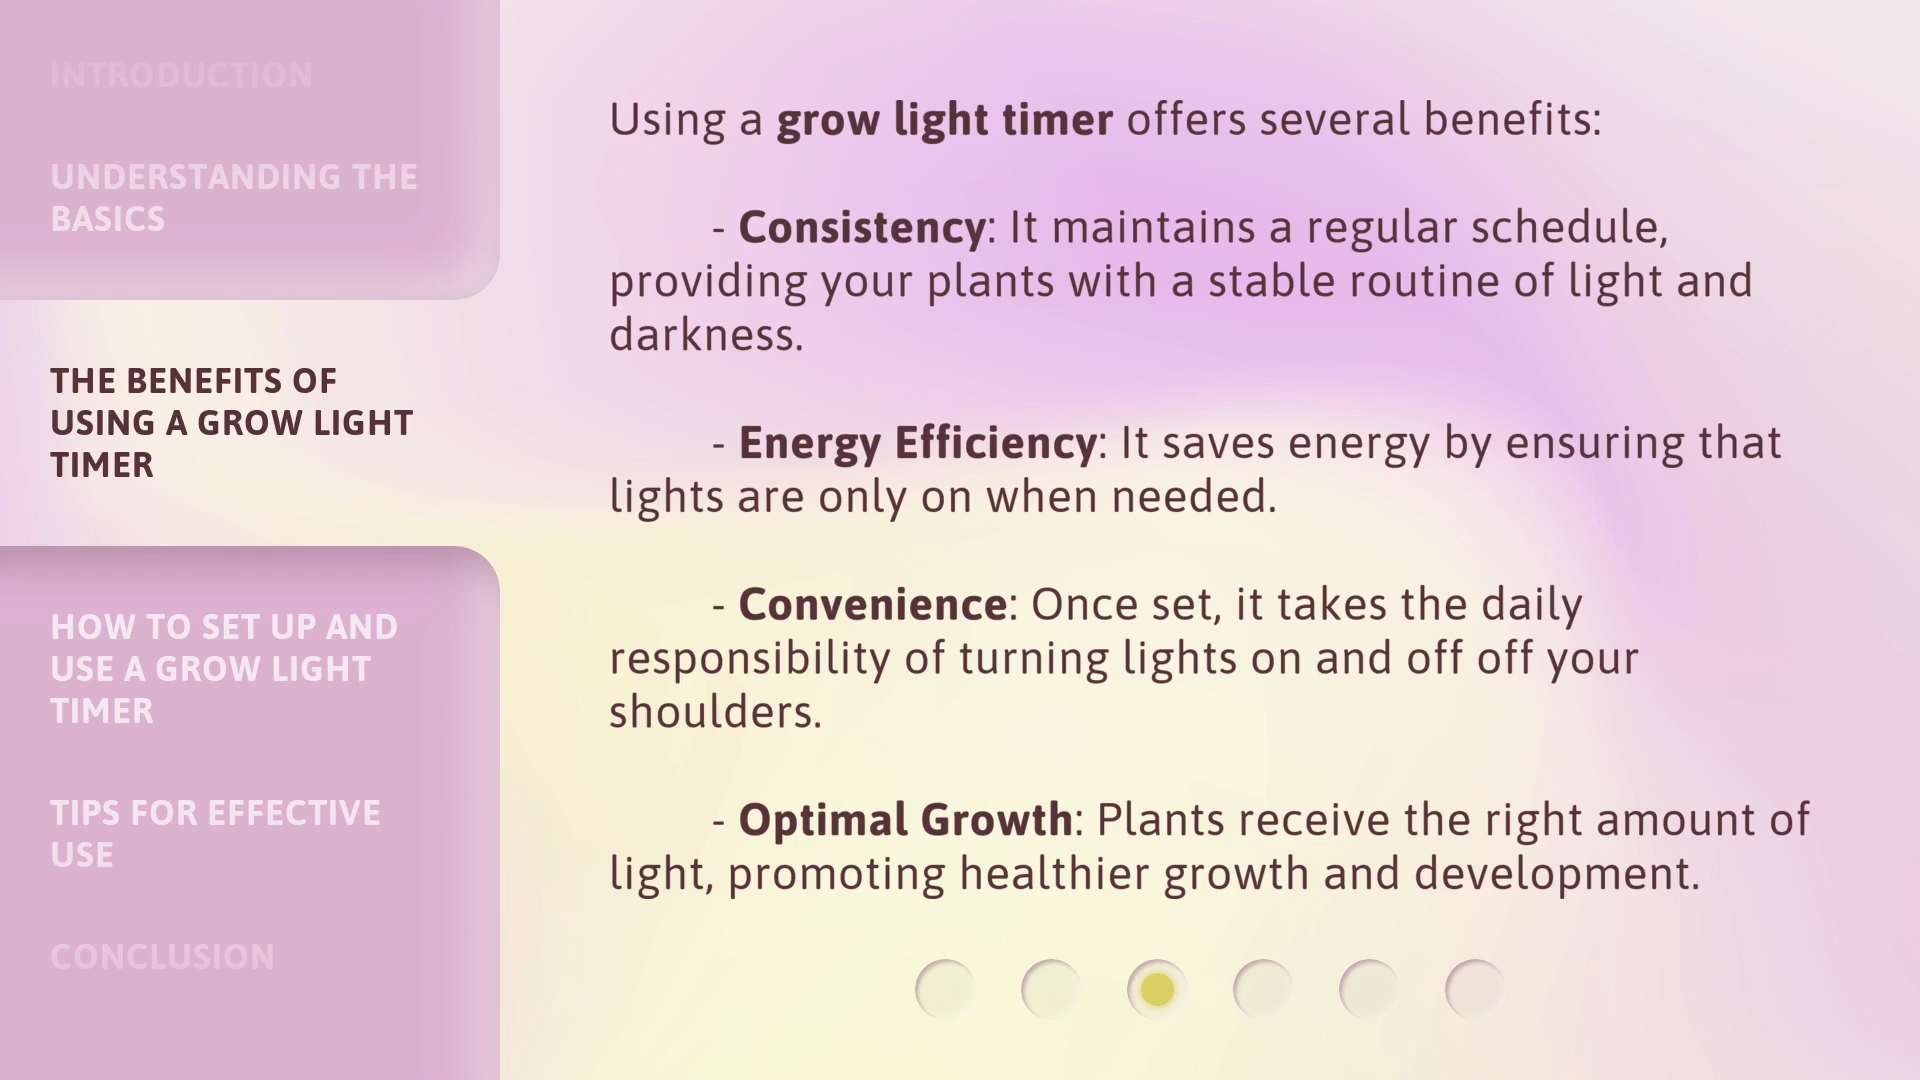 INTRODUCTION
UNDERSTANDING THE
BASICS
THE BENEFITS OF
USING A GROW LIGHT
TIMER
HOW TO SET UP AND
USE A GROW LIGHT
TIMER
TIPS FOR EFFECTIVE
USE
CONCLUSION
Using a grow light timer offers several benefits:
- Consistency: It maintains a regular schedule,
providing your plants with a stable routine of light and
darkness.
- Energy Efficiency: It saves energy by ensuring that
lights are only on when needed.
- Convenience: Once set, it takes the daily
responsibility of turning lights on and off off your
shoulders.
- Optimal Growth: Plants receive the right amount of
light, promoting healthier growth and development.